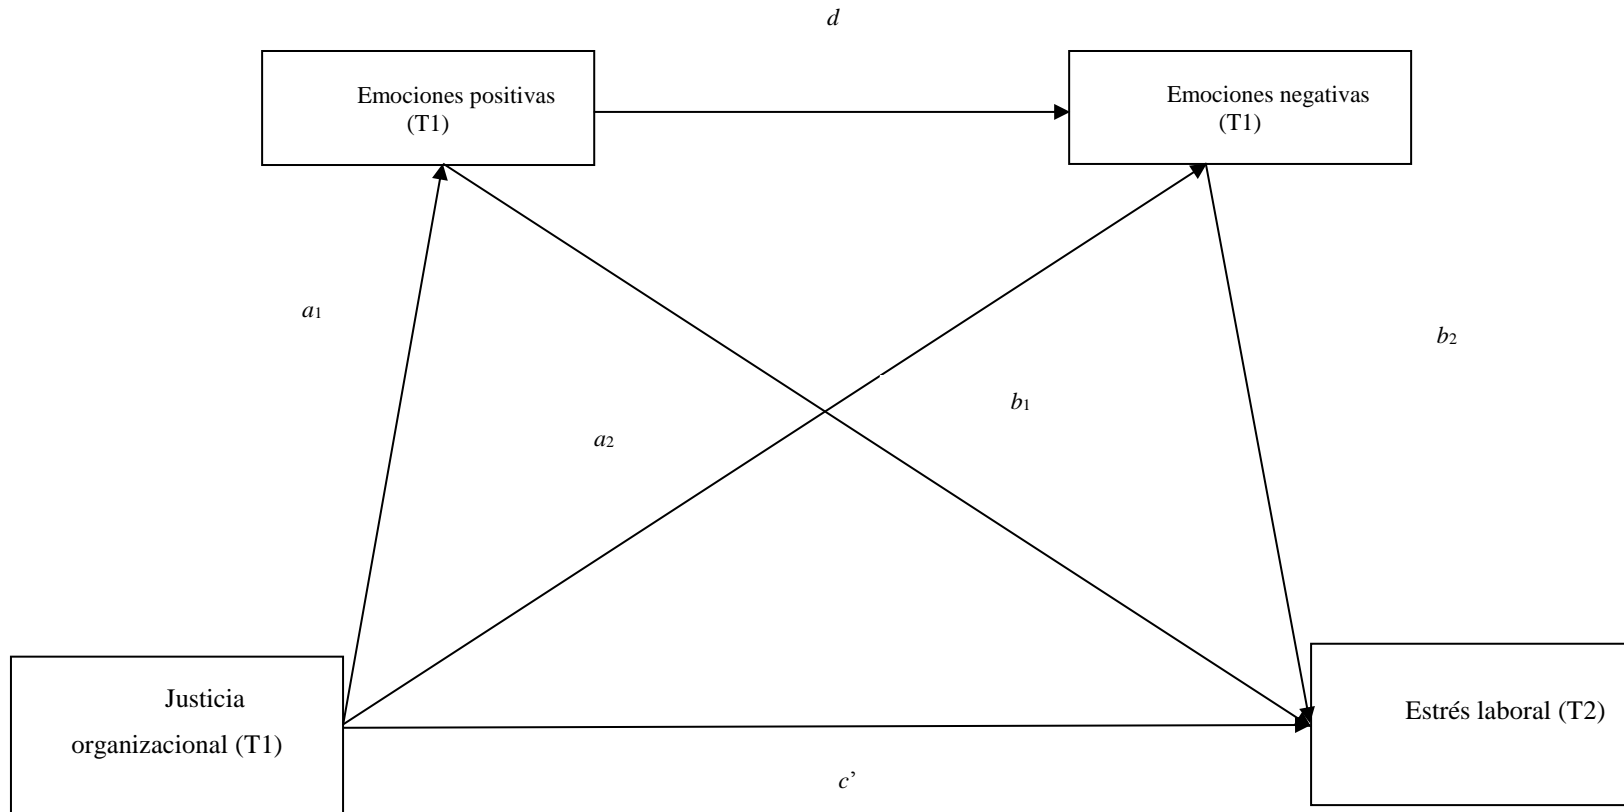 d
Emociones positivas
(T1)
Emociones negativas
(T1)
a1
b2
b1
a2
Justicia
organizacional (T1)
Estrés laboral (T2)
c’